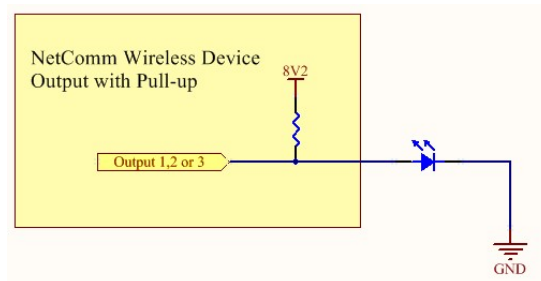 NetComm Wireless Device
Output with Pull-up
8V2
Output 1,2 or 3
GND